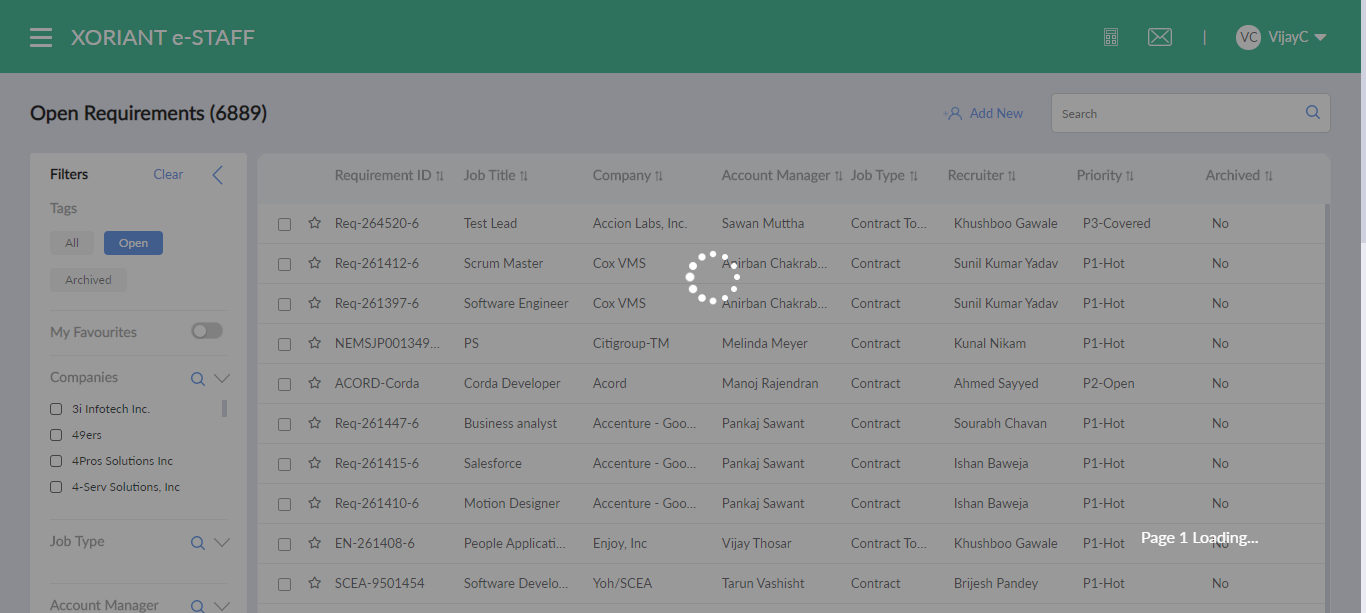 XORIANT e-STAFF
VC VijayC
Open Requirements (6889)
Add New
Search
Filters Clear
Tags
All Open
Archived
My Favourites
Companies
3i Infotech Inc.
49ers
4Pros Solutions Inc
4-Serv Solutions, Inc
Job Type
Account Manager
Requirement ID Job Title Company Account Manager Job Type Recruiter Priority Archived
Req-264520-6 Test Lead Accion Labs, Inc. Sawan Muttha Contract To... Khushboo Gawale P3-Covered No
Req-261412-6 Scrum Master Cox VMS Anirban Chakrab... Contract Sunil Kumar Yadav P1-Hot No
Req-261397-6 Software Engineer Cox VMS Anirban Chakrab... Contract Sunil Kumar Yadav P1-Hot No
NEMSJP001349... PS Citigroup-TM Melinda Meyer Contract Kunal Nikam P1-Hot No
ACORD-Corda Corda Developer Acord Manoj Rajendran Contract Ahmed Sayyed P2-Open No
Req-261447-6 Business analyst Accenture - Goo... Pankaj Sawant Contract Sourabh Chavan P1-Hot No
Req-261415-6 Salesforce Accenture - Goo... Pankaj Sawant Contract Ishan Baweja P1-Hot No
Req-261410-6 Motion Designer Accenture - Goo... Pankaj Sawant Contract Ishan Baweja P1-Hot No
EN-261408-6 People Applicati... Enjoy, Inc Vijay Thosar Contract To... Khushboo Gawale P1-Hot No
Page 1 Loading...
SCEA-9501454 Software Develo... Yoh/SCEA Tarun Vashisht Contract Brijesh Pandey P1-Hot No